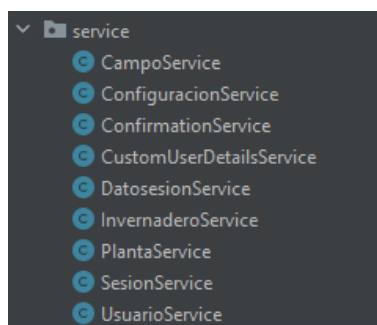 service
CampoService
ConfiguracionService
ConfirmationService
CustomUserDetailsService
DatosesionService
InvernaderoService
PlantaService
SesionService
UsuarioService